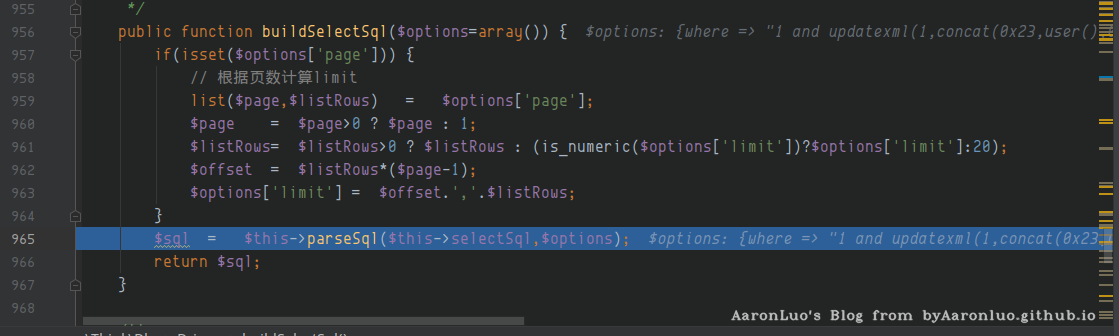 955 */
956 public function buildSelectSql($options=array()) { $options: {where => "1 and updatexml(1,concat(0x23,user(),
957 if(isset($options['page'])) {
958 // 根据页数计算limit
959 list($page,$listRows) = $options['page'];
960 $page = $page>0 ? $page : 1;
961 $listRows= $listRows>0 ? $listRows : (is_numeric($options['limit'])?$options['limit']:20);
962 $offset = $listRows*($page-1);
963 $options['limit'] = $offset.','.$listRows;
964 }
965 $sql = $this->parseSql($this->selectSql,$options); $options: {where => "1 and updatexml(1,concat(0x23
966 return $sql;
967 }
968
AaronLuo's Blog from byAaronluo.github.io